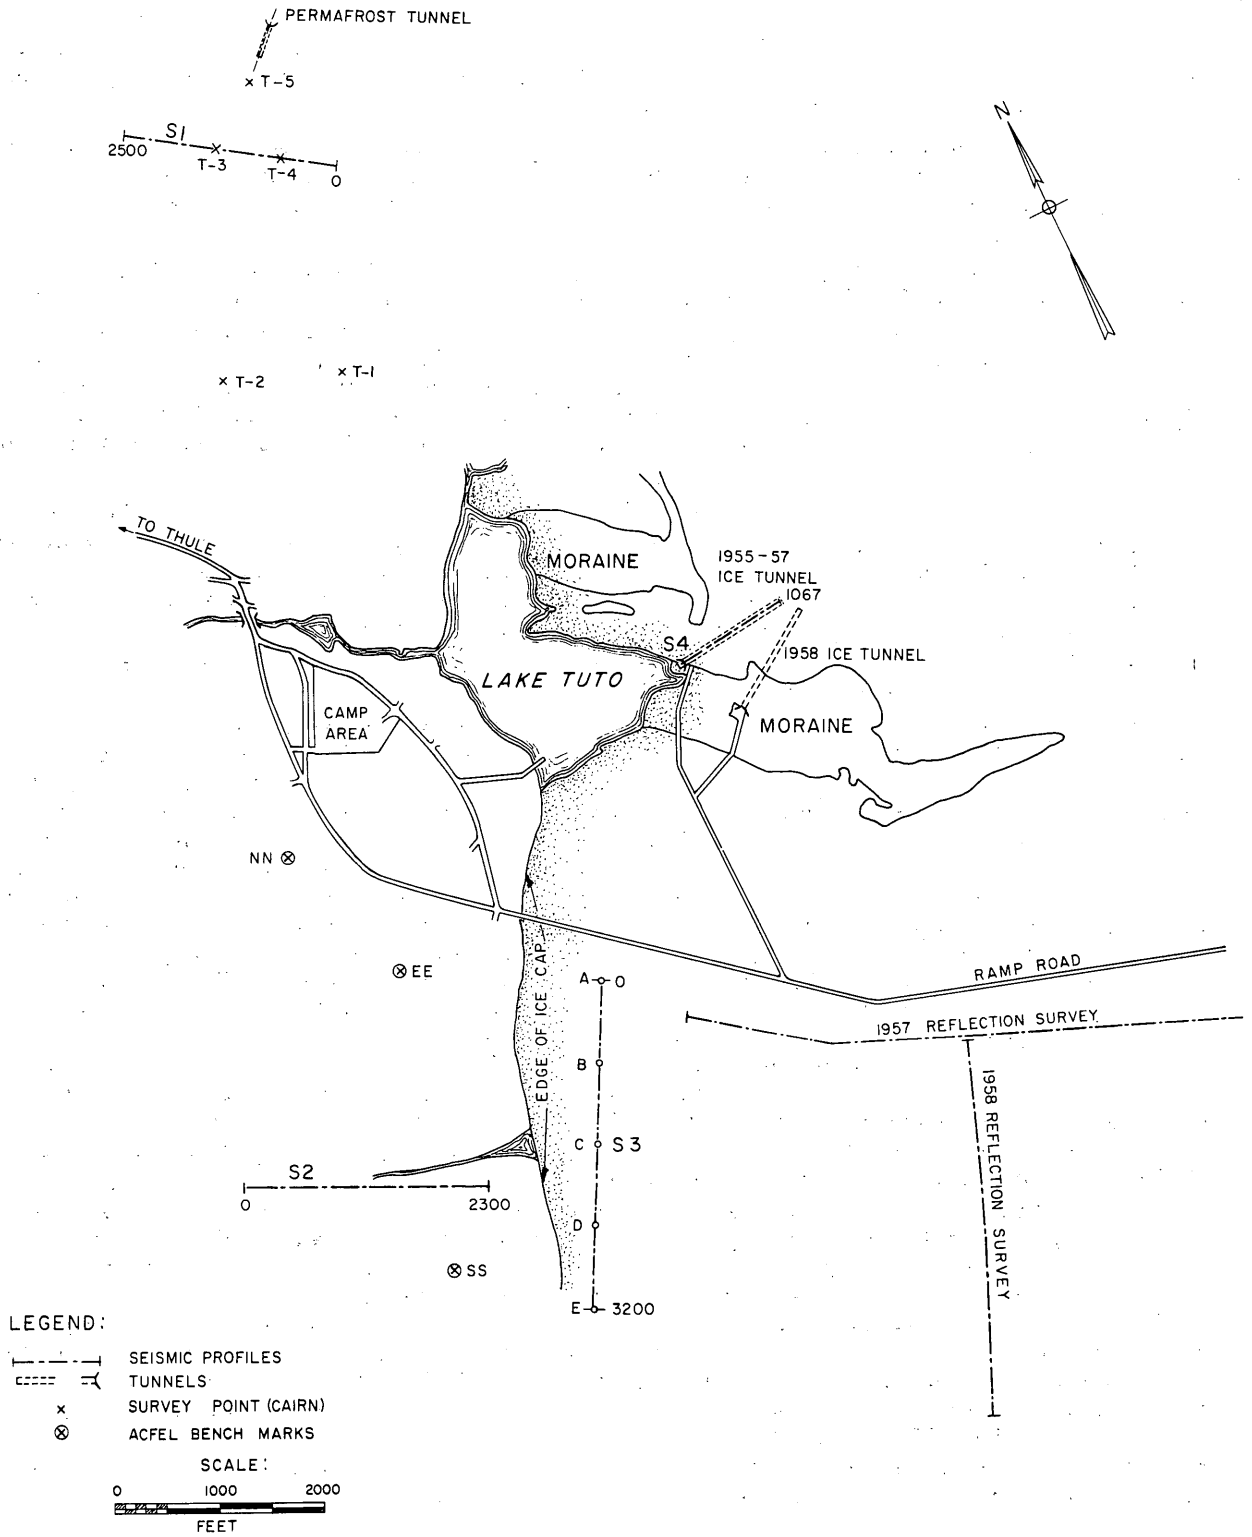 PERMAFROST TUNNEL
T-5
N
S1
2500
T-3
T-4
0
T-2
T-1
TO THULE
MORAINE
1955-57
ICE TUNNEL
1067
S4
1958 ICE TUNNEL
LAKE TUTO
CAMP
AREA
MORAINE
NN
EE
EDGE OF ICE CAP
A
0
RAMP ROAD
1957 REFLECTION SURVEY
B
1958 REFLECTION SURVEY
C
S3
S2
0
2300
D
SS
E
3200
LEGEND:
SEISMIC PROFILES
TUNNELS
SURVEY POINT (CAIRN)
ACFEL BENCH MARKS
SCALE:
0 1000 2000
FEET